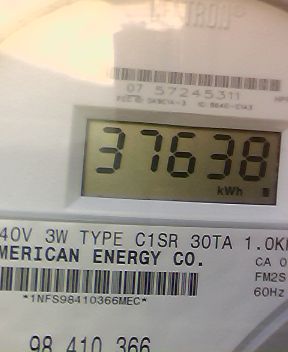 07 57245311
37638
kWh
40V 3W TYPE C1SR 30TA 1.0K
MERICAN ENERGY CO.
CA 0
FM2S
60Hz
*1NFS98410366MEC*
98 410 366